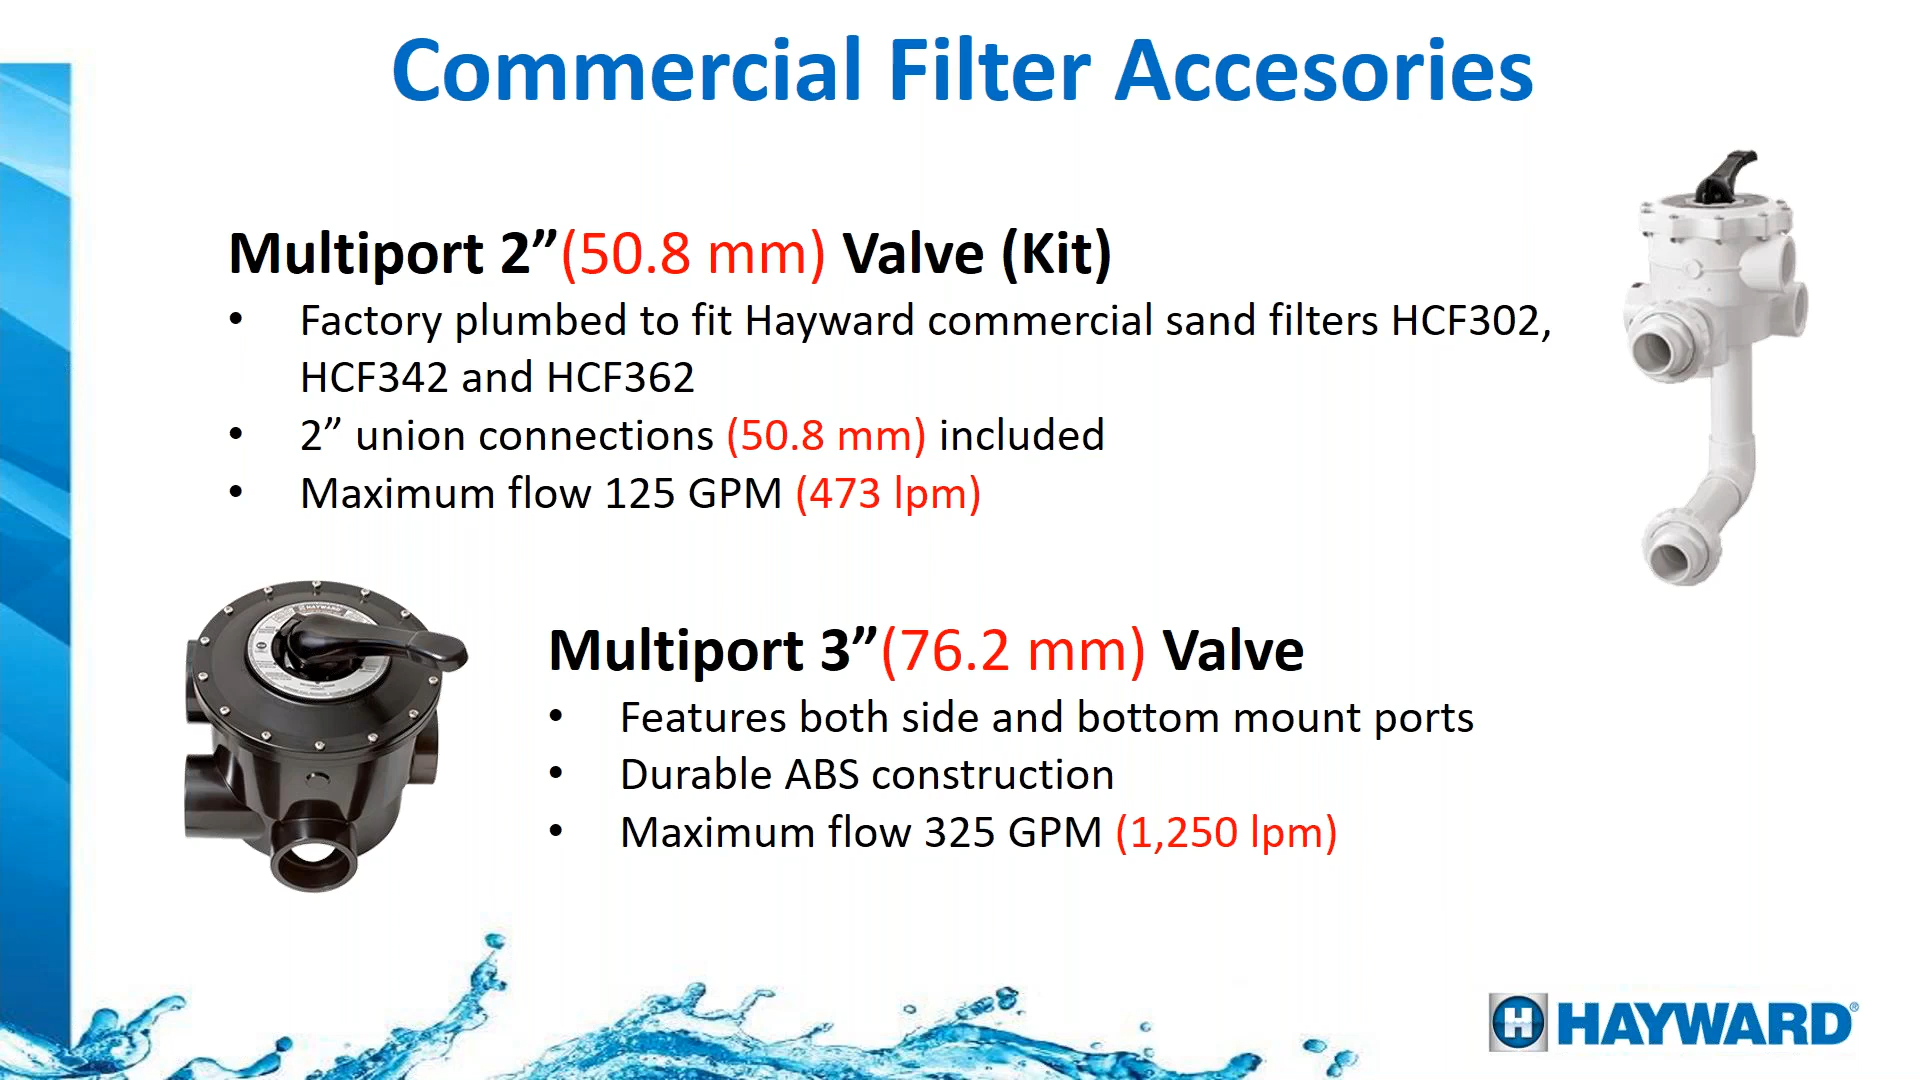 Commercial Filter Accesories
Multiport 2”(50.8 mm) Valve (Kit)
• Factory plumbed to fit Hayward commercial sand filters HCF302,
HCF342 and HCF362
• 2” union connections (50.8 mm) included
• Maximum flow 125 GPM (473 lpm)
HAYWARD
Multiport 3”(76.2 mm) Valve
• Features both side and bottom mount ports
• Durable ABS construction
• Maximum flow 325 GPM (1,250 lpm)
H HAYWARD®